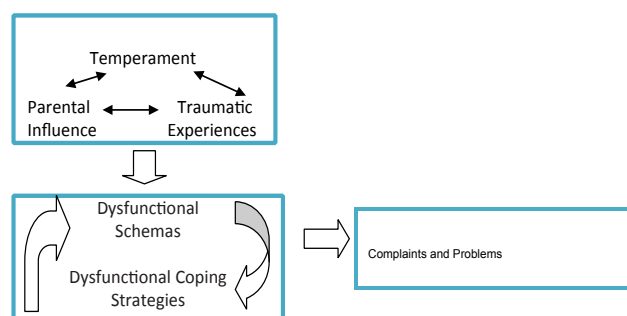 Temperament
Parental
Influence
Traumatic
Experiences
Dysfunctional
Schemas
Dysfunctional Coping
Strategies
Complaints and Problems